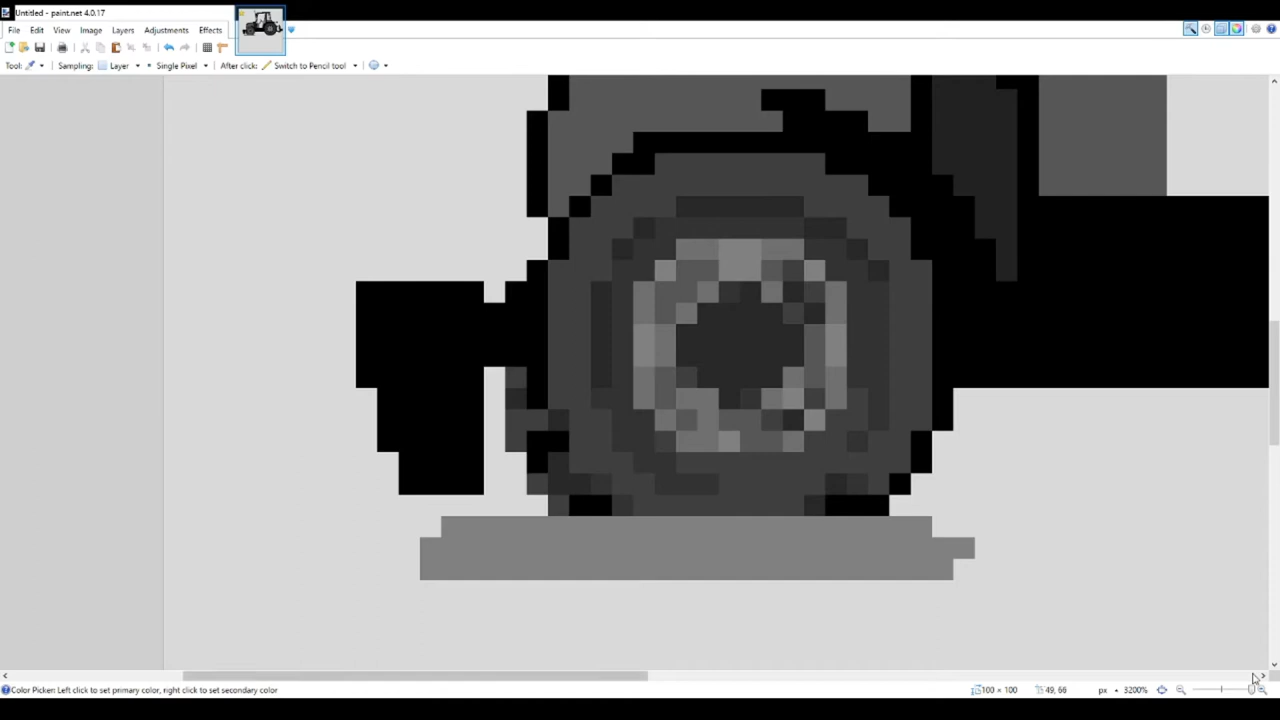 Untitled - paint.net 4.0.17
File Edit View Image Layers Adjustments Effects
Tool: Sampling: Layer Single Pixel After click: Switch to Pencil tool
Color Picker: Left click to set primary color, right click to set secondary color 100 × 100 49, 66 px 3200%